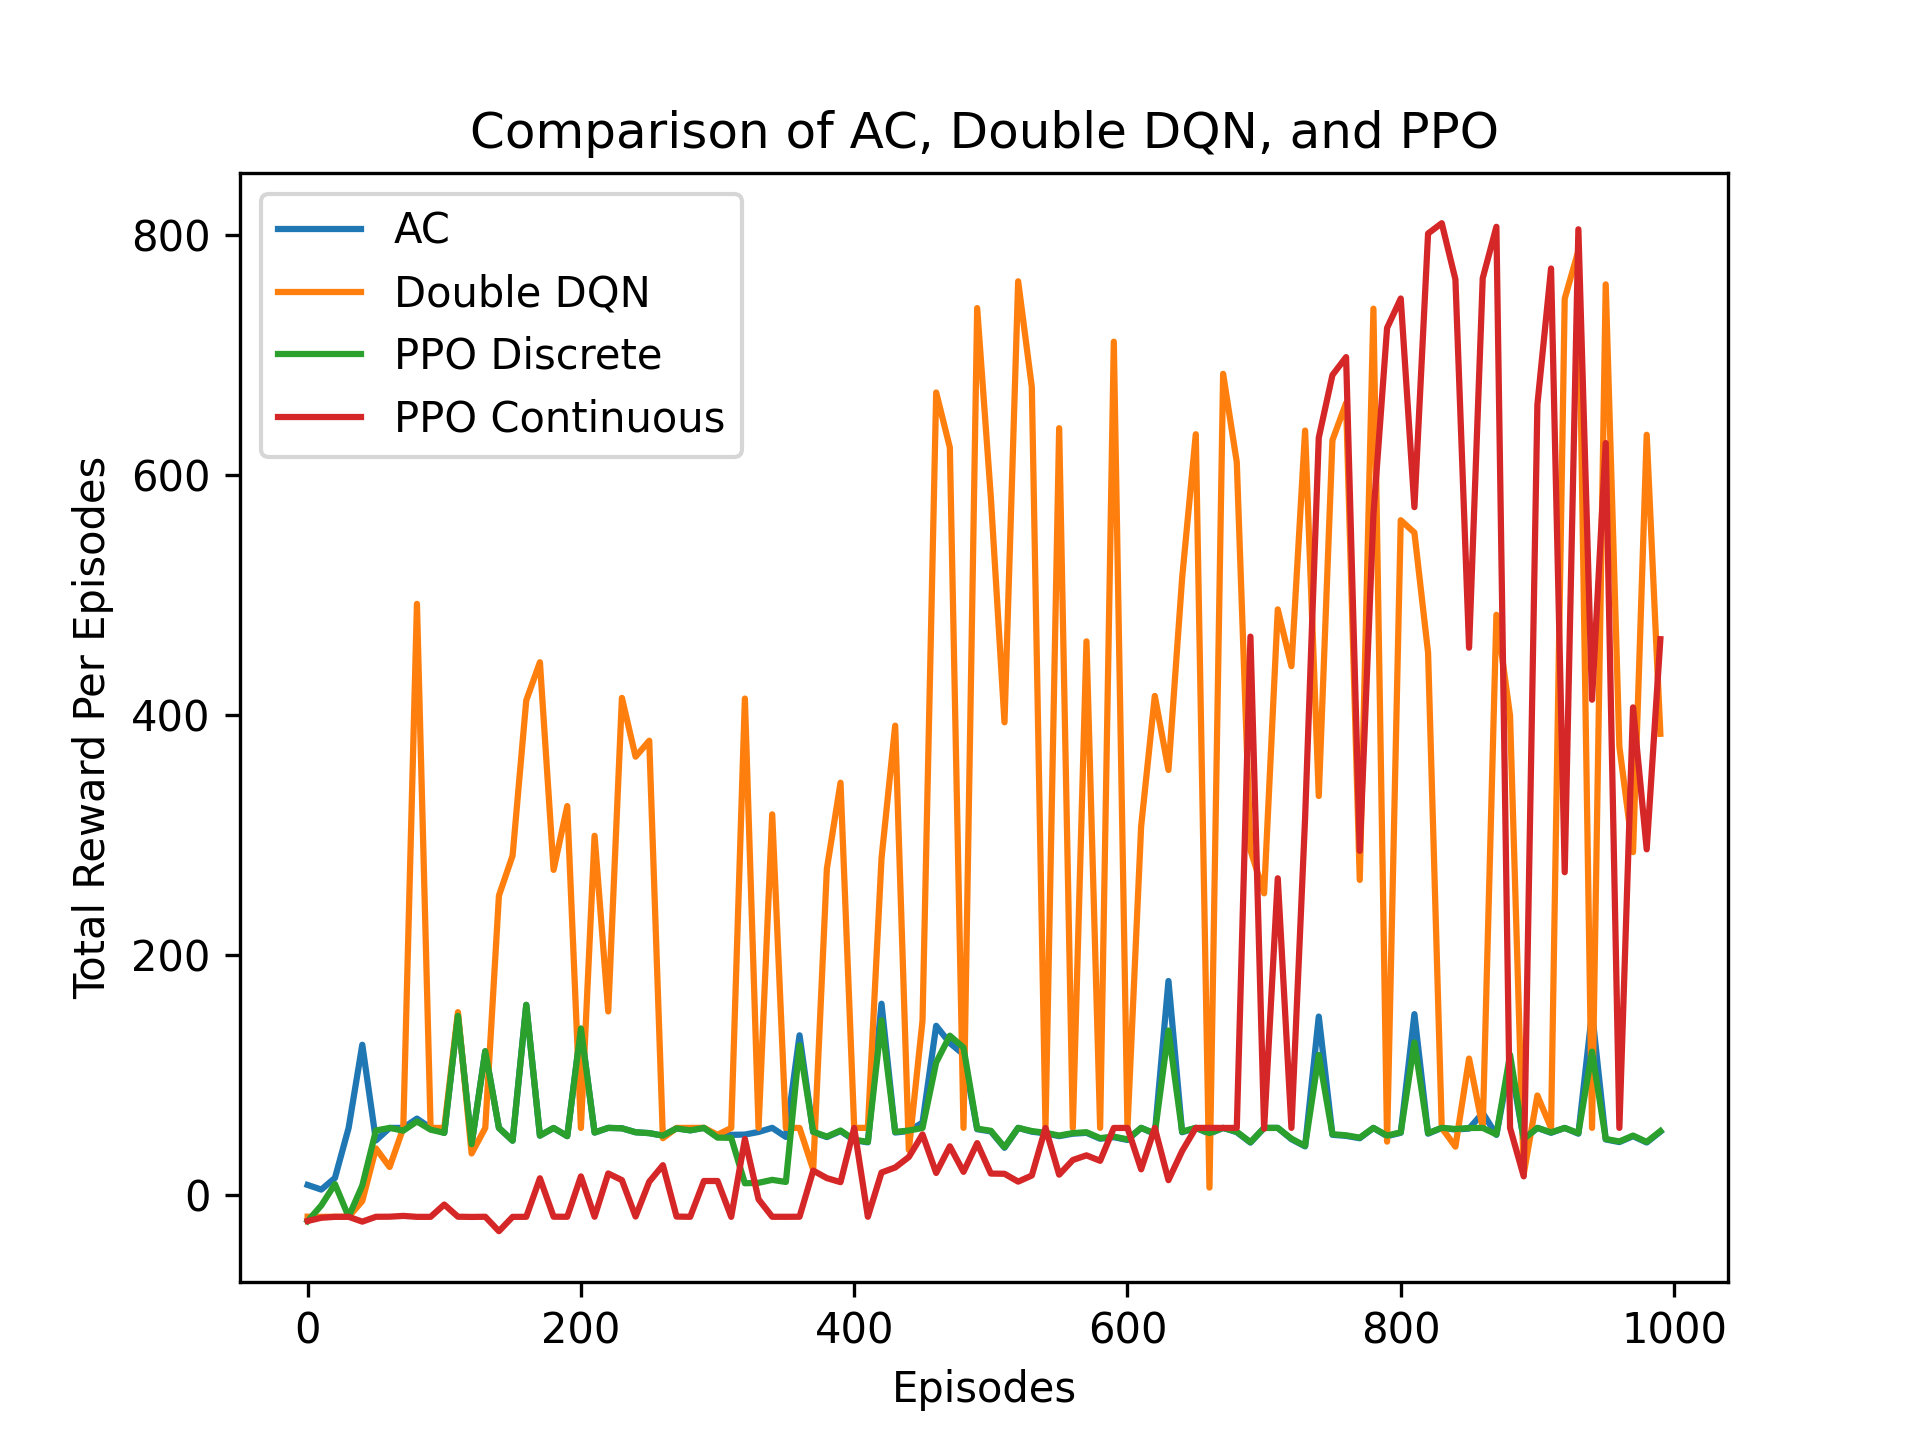 Comparison of AC, Double DQN, and PPO
AC
Double DQN
PPO Discrete
PPO Continuous
Total Reward Per Episodes
800
600
400
200
0
0 200 400 600 800 1000
Episodes